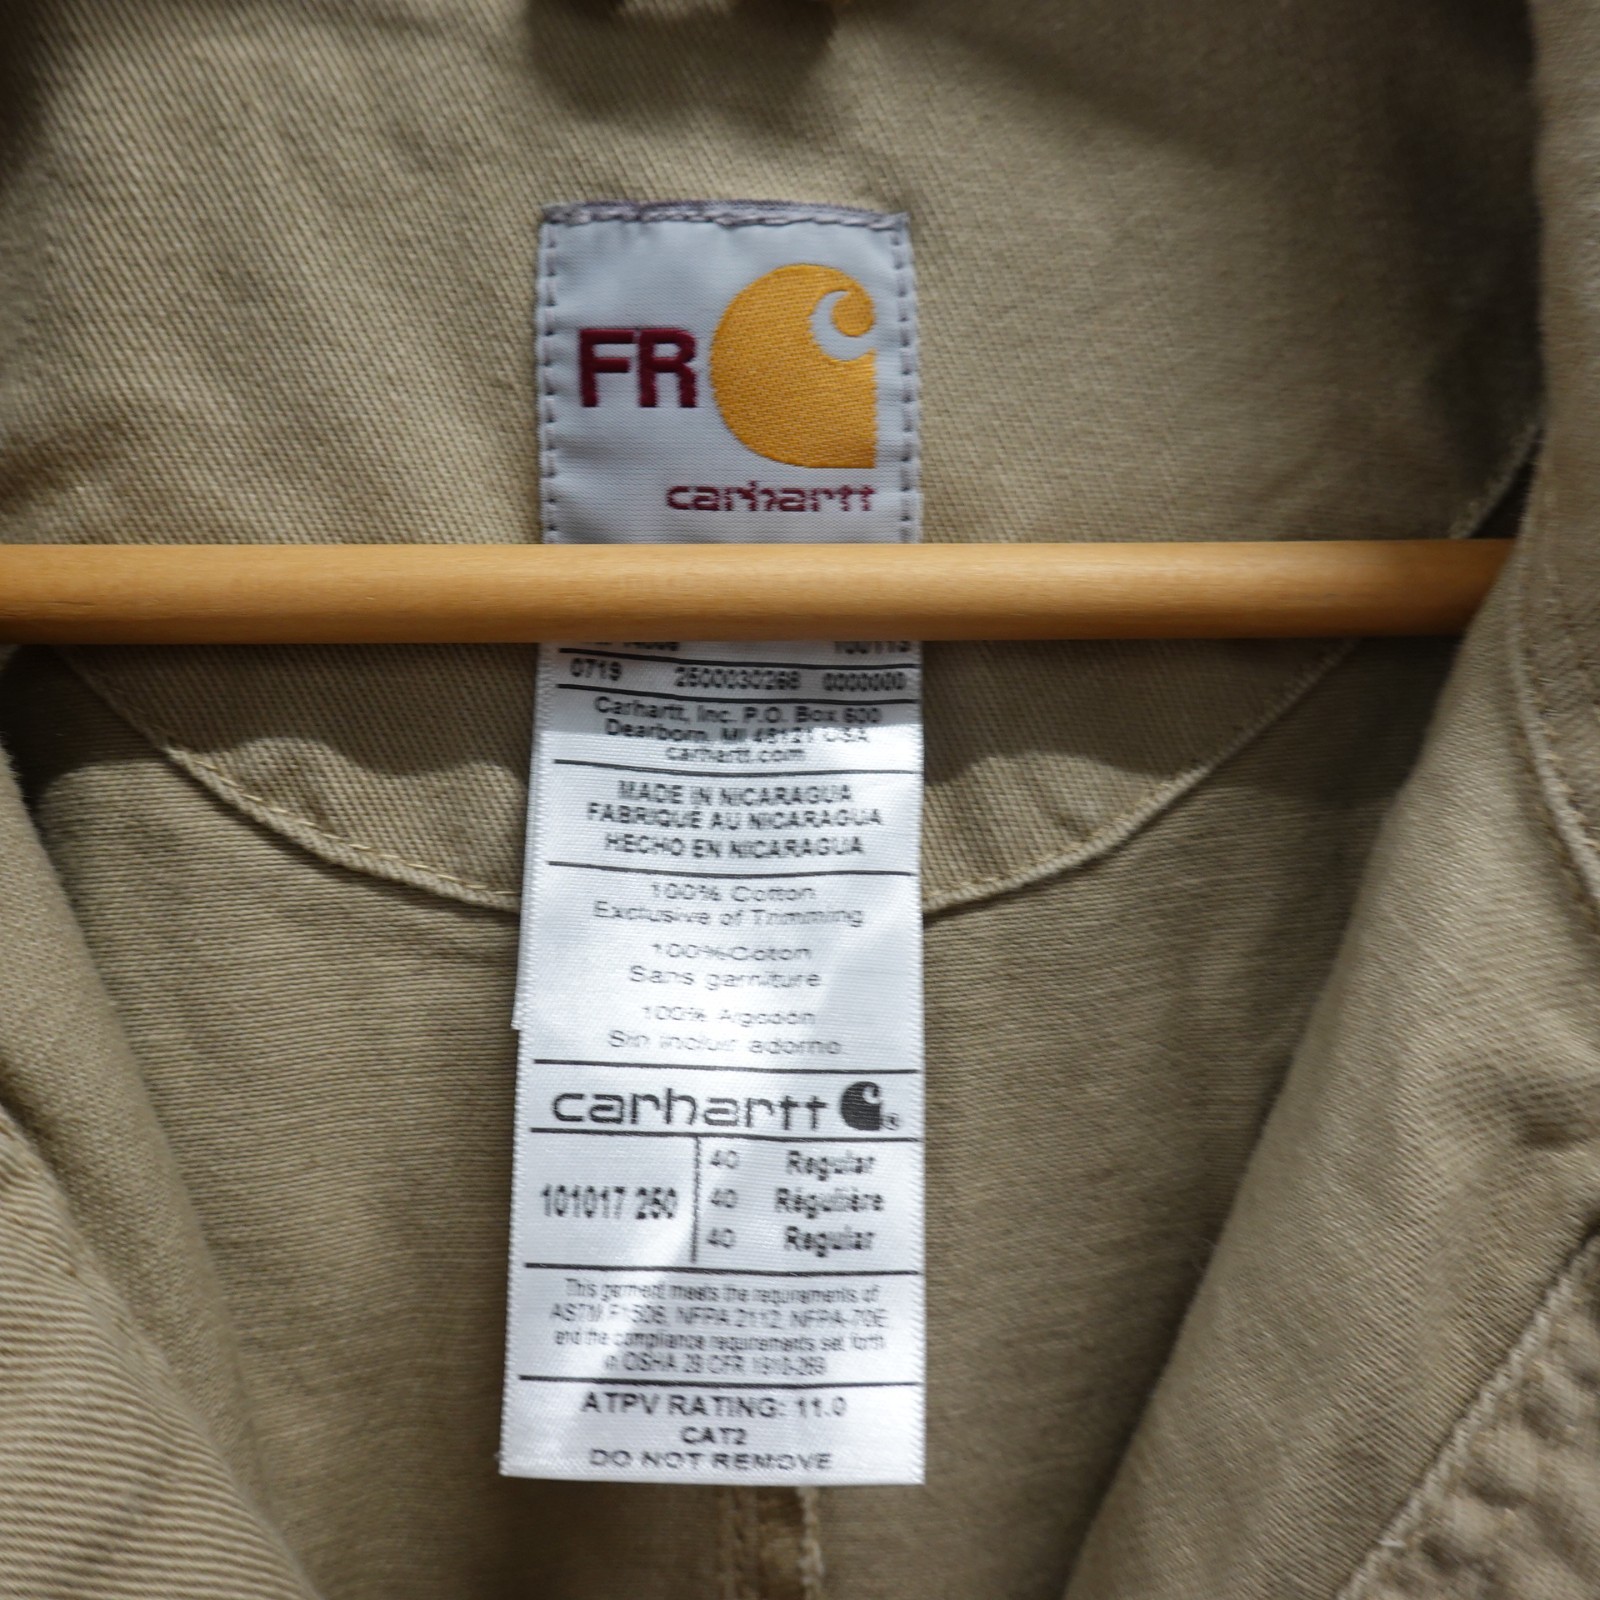 FR
carhartt
0719 2500030268 0000000
Carhartt, Inc. P.O. Box 600
Dearborn, MI 48121 USA
carhartt.com
MADE IN NICARAGUA
FABRIQUÉ AU NICARAGUA
HECHO EN NICARAGUA
100% Cotton
Exclusive of Trimming
100%Coton
Sans garniture
100% Algodón
Sin incluir adorno
carhartt ®
101017 250
40 Regular
40 Régulière
40 Regular
This garment meets the requirements of
ASTM F1506, NFPA 2112, NFPA-70E
and the compliance requirements set forth
in OSHA 29 CFR 1910-269
ATPV RATING: 11.0
CAT2
DO NOT REMOVE